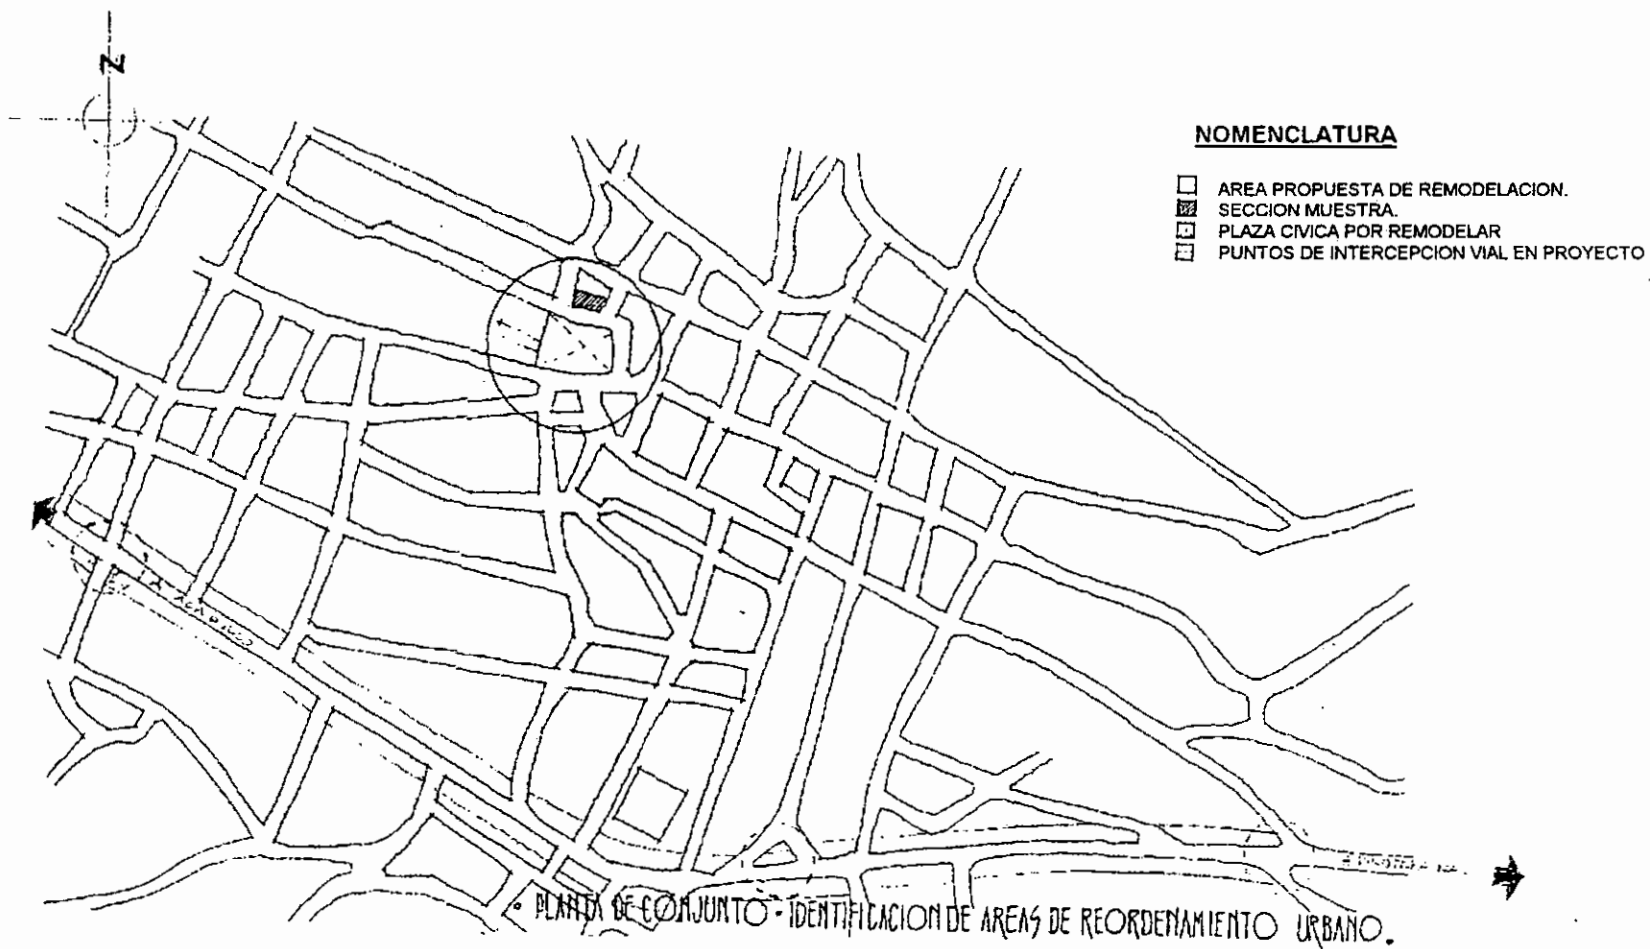 N
NOMENCLATURA
AREA PROPUESTA DE REMODELACION.
SECCION MUESTRA.
PLAZA CIVICA POR REMODELAR
PUNTOS DE INTERCEPCION VIAL EN PROYECTO
• PLANTA DE CONJUNTO - IDENTIFICACION DE AREAS DE REORDENAMIENTO URBANO.